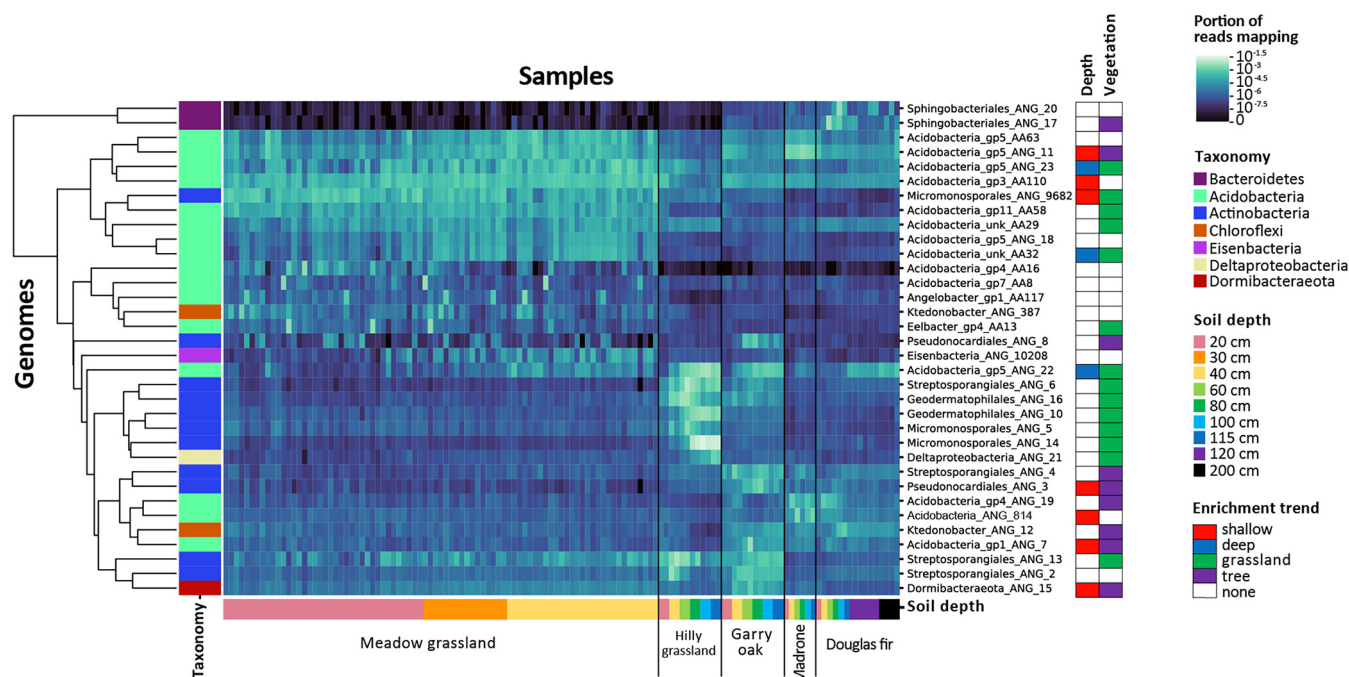 Samples
Genomes
Taxonomy
Depth
Vegetation
Sphingobacteriales_ANG_20
Sphingobacteriales_ANG_17
Acidobacteria_gp5_AA63
Acidobacteria_gp5_ANG_11
Acidobacteria_gp5_ANG_23
Acidobacteria_gp3_AA110
Micromonosporales_ANG_9682
Acidobacteria_gp11_AA58
Acidobacteria_unk_AA29
Acidobacteria_gp5_ANG_18
Acidobacteria_unk_AA32
Acidobacteria_gp4_AA16
Acidobacteria_gp7_AA8
Angelobacter_gp1_AA117
Ktedonobacter_ANG_387
Eelbacter_gp4_AA13
Pseudonocardiales_ANG_8
Eisenbacteria_ANG_10208
Acidobacteria_gp5_ANG_22
Streptosporangiales_ANG_6
Geodermatophilales_ANG_16
Geodermatophilales_ANG_10
Micromonosporales_ANG_5
Micromonosporales_ANG_14
Deltaproteobacteria_ANG_21
Streptosporangiales_ANG_4
Pseudonocardiales_ANG_3
Acidobacteria_gp4_ANG_19
Acidobacteria_ANG_814
Ktedonobacter_ANG_12
Acidobacteria_gp1_ANG_7
Streptosporangiales_ANG_13
Streptosporangiales_ANG_2
Dormibacteraeota_ANG_15
Soil depth
Meadow grassland
Hilly
grassland
Garry
oak
Madrone
Douglas fir
Portion of
reads mapping
10^-1.5
10^-3
10^-4.5
10^-6
10^-7.5
0
Taxonomy
Bacteroidetes
Acidobacteria
Actinobacteria
Chloroflexi
Eisenbacteria
Deltaproteobacteria
Dormibacteraeota
Soil depth
20 cm
30 cm
40 cm
60 cm
80 cm
100 cm
115 cm
120 cm
200 cm
Enrichment trend
shallow
deep
grassland
tree
none